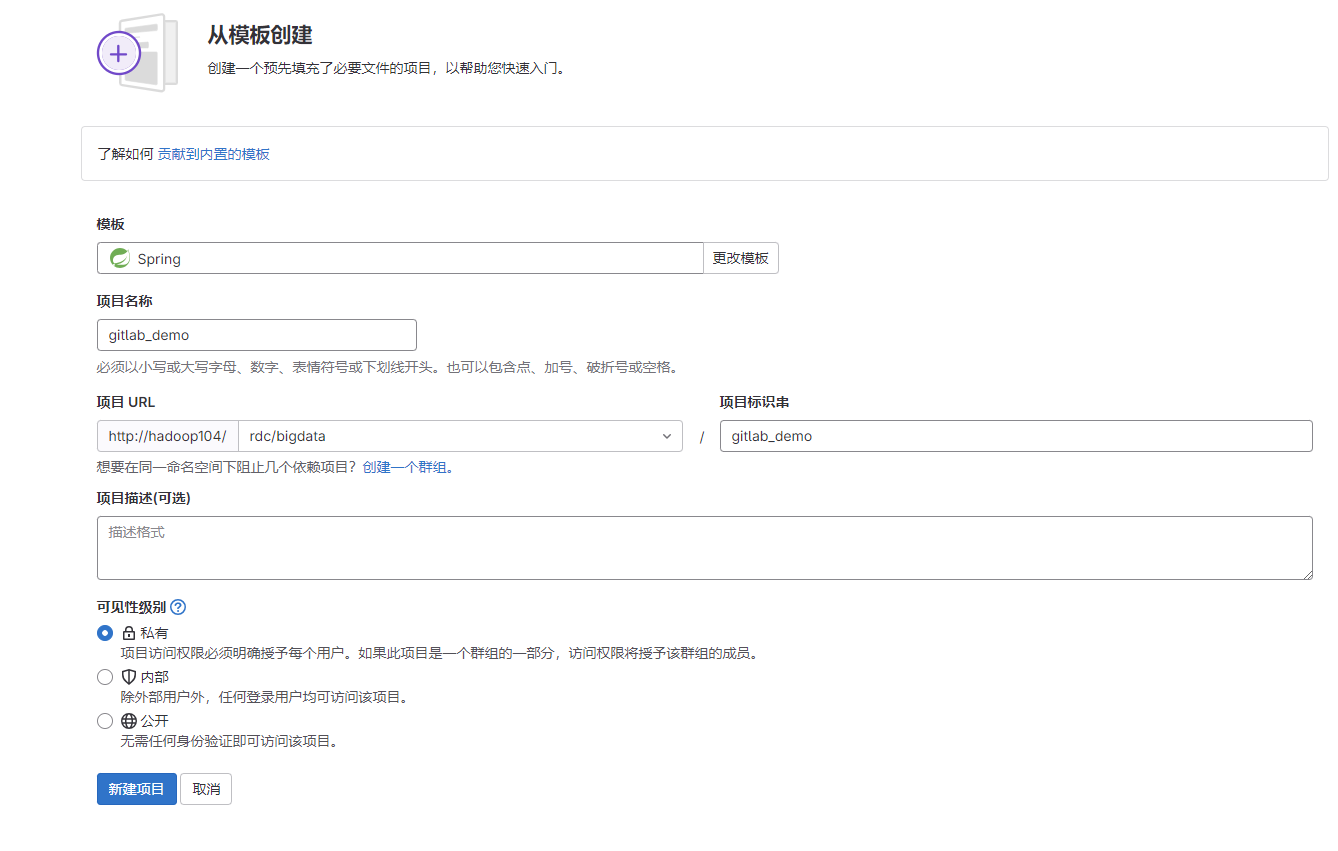 从模板创建
创建一个预先填充了必要文件的项目，以帮助您快速入门。
了解如何 贡献到内置的模板
模板
Spring 更改模板
项目名称
gitlab_demo
必须以小写或大写字母、数字、表情符号或下划线开头。也可以包含点、加号、破折号或空格。
项目 URL 项目标识串
http://hadoop104/ rdc/bigdata / gitlab_demo
想要在同一命名空间下阻止几个依赖项目？创建一个群组。
项目描述(可选)
描述格式
可见性级别
私有
项目访问权限必须明确授予每个用户。如果此项目是一个群组的一部分，访问权限将授予该群组的成员。
内部
除外部用户外，任何登录用户均可访问该项目。
公开
无需任何身份验证即可访问该项目。
新建项目 取消